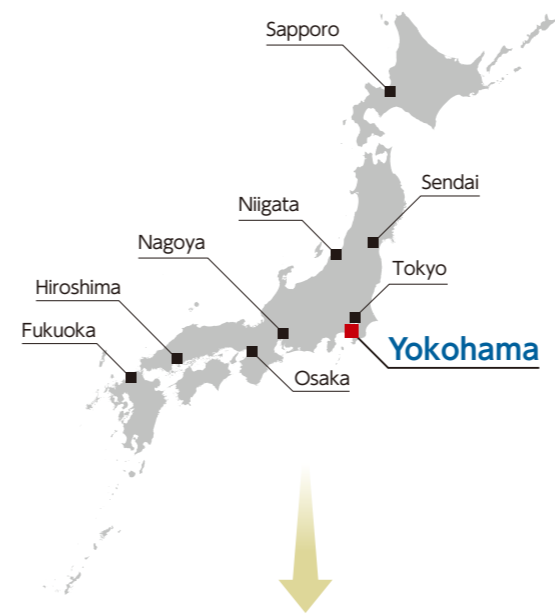 Sapporo
Sendai
Niigata
Nagoya
Tokyo
Hiroshima
Fukuoka
Yokohama
Osaka